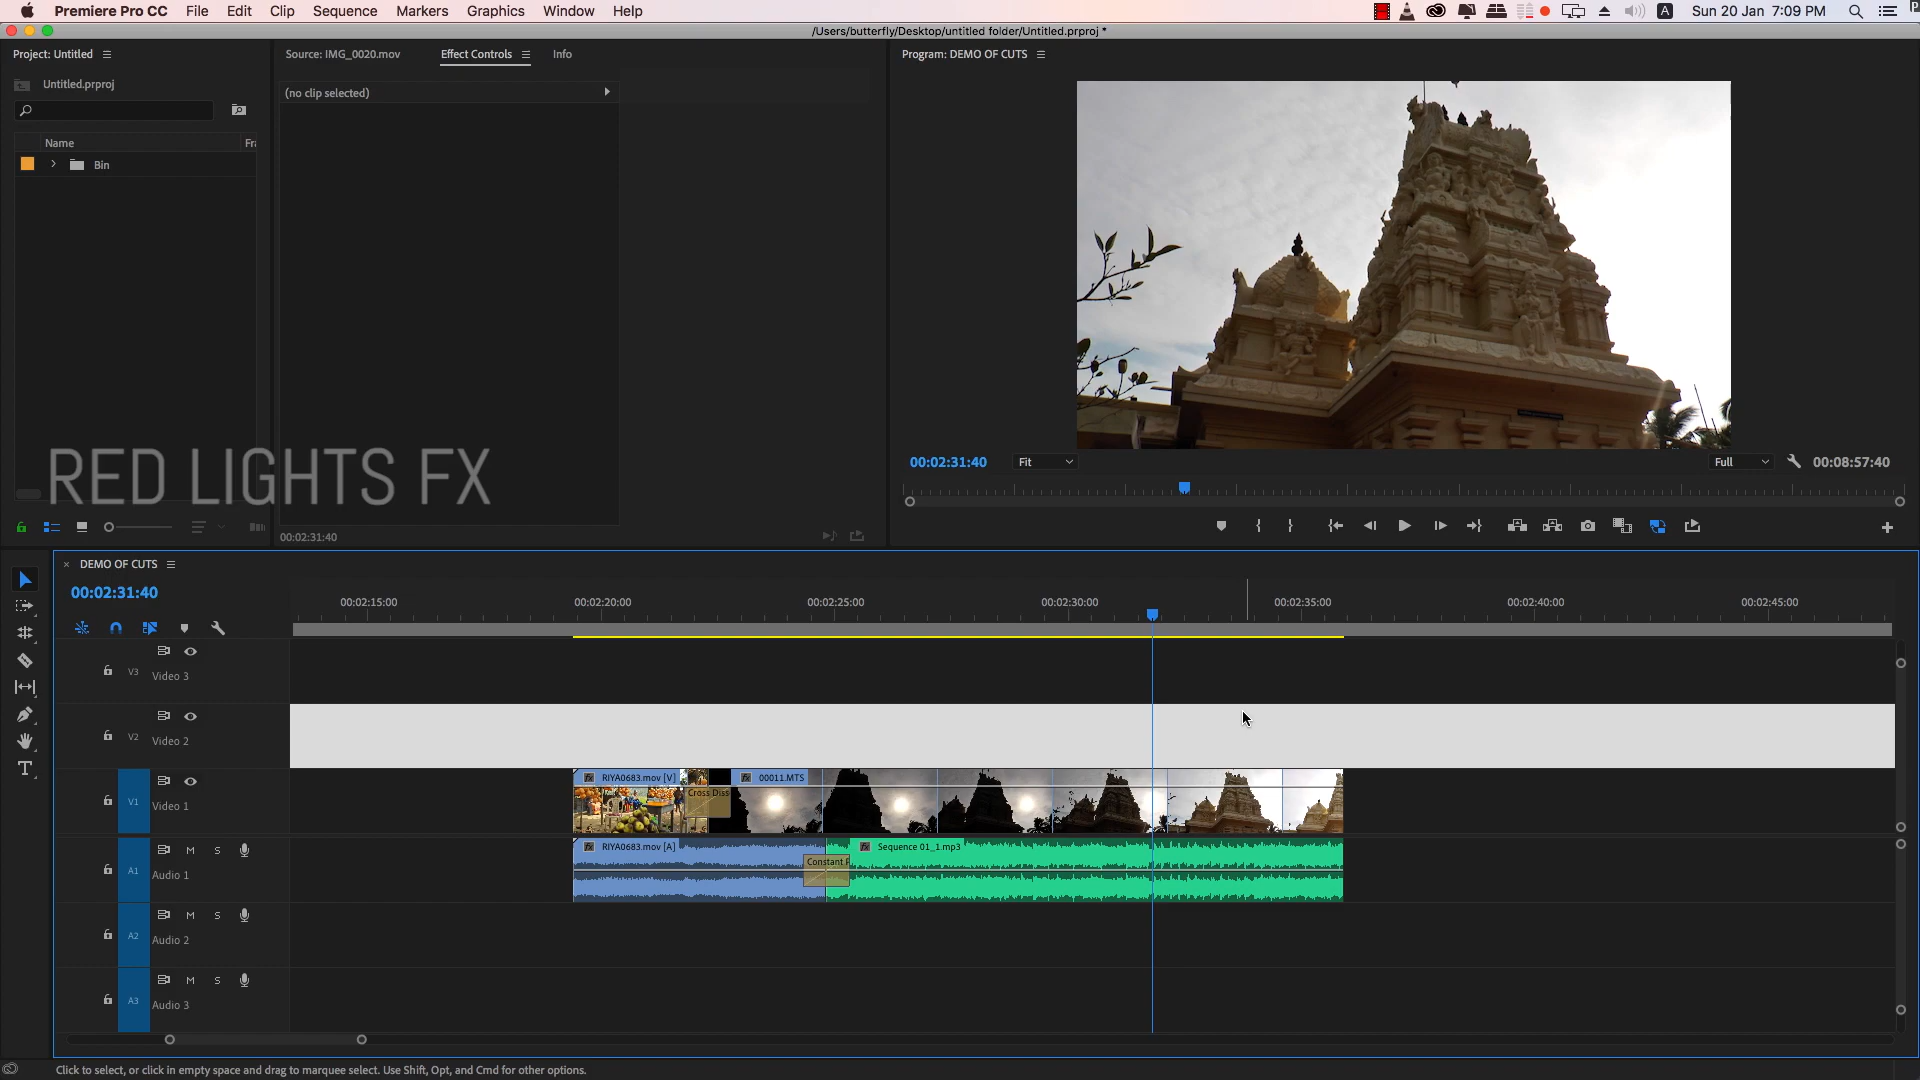 Premiere Pro CC File Edit Clip Sequence Markers Graphics Window Help
A Sun 20 Jan 7:09 PM
/Users/butterfly/Desktop/untitled folder/Untitled.prproj *
Project: Untitled
Source: IMG_0020.mov Effect Controls Info
Program: DEMO OF CUTS
Untitled.prproj
(no clip selected)
Name
Bin
RED LIGHTS FX
00:02:31:40
00:02:31:40 Fit Full 00:08:57:40
DEMO OF CUTS
00:02:31:40
00:02:15:00 00:02:20:00 00:02:25:00 00:02:30:00 00:02:35:00 00:02:40:00 00:02:45:00
V3 Video 3
V2 Video 2
V1 Video 1
RIYA0683.mov [V] 00011.MTS
Cross Diss
A1 M S Audio 1
RIYA0683.mov [A] Sequence 01_1.mp3
Constant
A2 M S Audio 2
A3 M S Audio 3
Click to select, or click in empty space and drag to marquee select. Use Shift, Opt, and Cmd for other options.